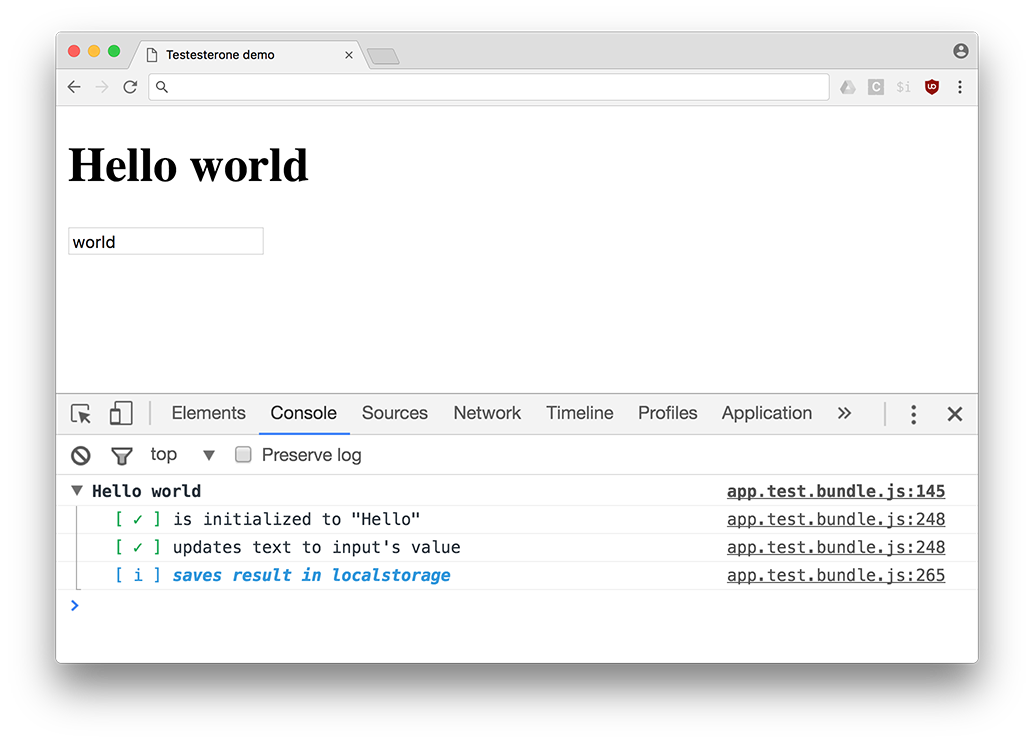 Testesterone demo
C $i
Hello world
world
Elements Console Sources Network Timeline Profiles Application
top Preserve log
Hello world app.test.bundle.js:145
[ ✓ ] is initialized to "Hello" app.test.bundle.js:248
[ ✓ ] updates text to input's value app.test.bundle.js:248
[ i ] saves result in localstorage app.test.bundle.js:265